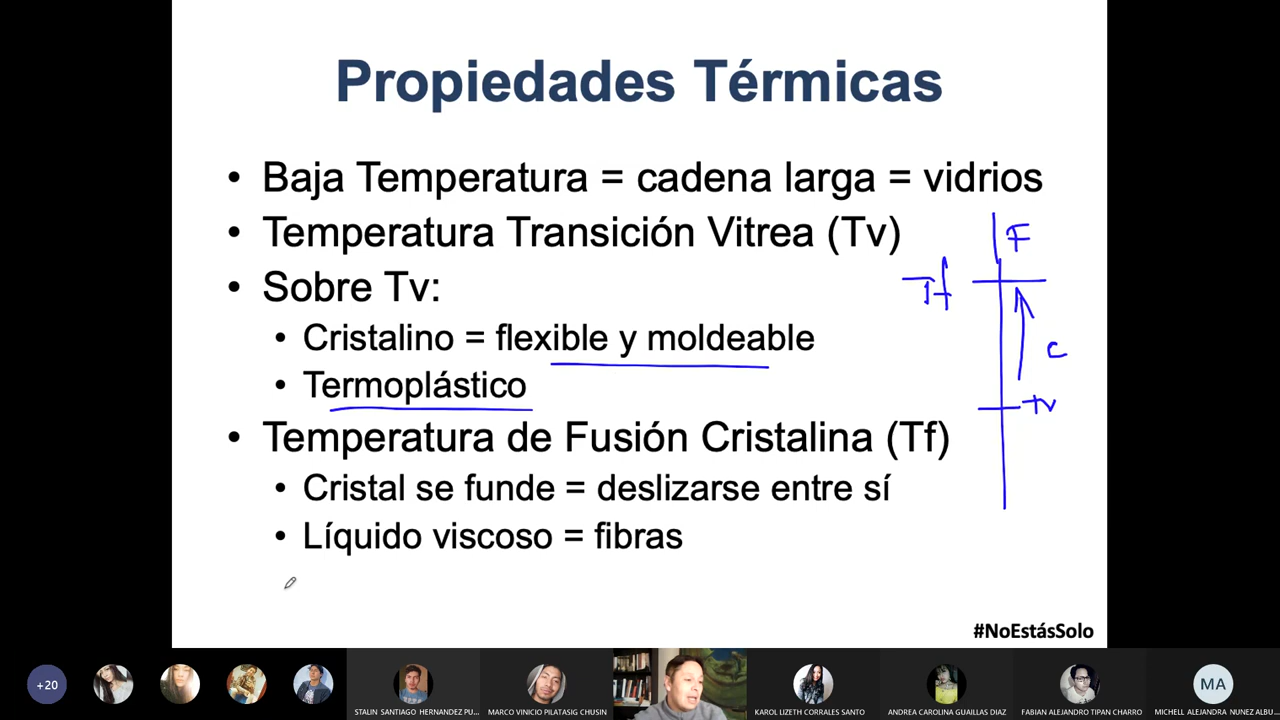 Propiedades Térmicas
• Baja Temperatura = cadena larga = vidrios
• Temperatura Transición Vitrea (Tv)
F
• Sobre Tv:
Tf
• Cristalino = flexible y moldeable
C
• Termoplástico
Tv
• Temperatura de Fusión Cristalina (Tf)
• Cristal se funde = deslizarse entre sí
• Líquido viscoso = fibras
#NoEstásSolo
+20
MA
STALIN SANTIAGO HERNANDEZ PU...
MARCO VINICIO PILATASIG CHUSIN
KAROL LIZETH CORRALES SANTO
ANDREA CAROLINA GUAILLAS DIAZ
FABIAN ALEJANDRO TIPAN CHARRO
MICHELL ALEJANDRA NUNEZ ALBU...